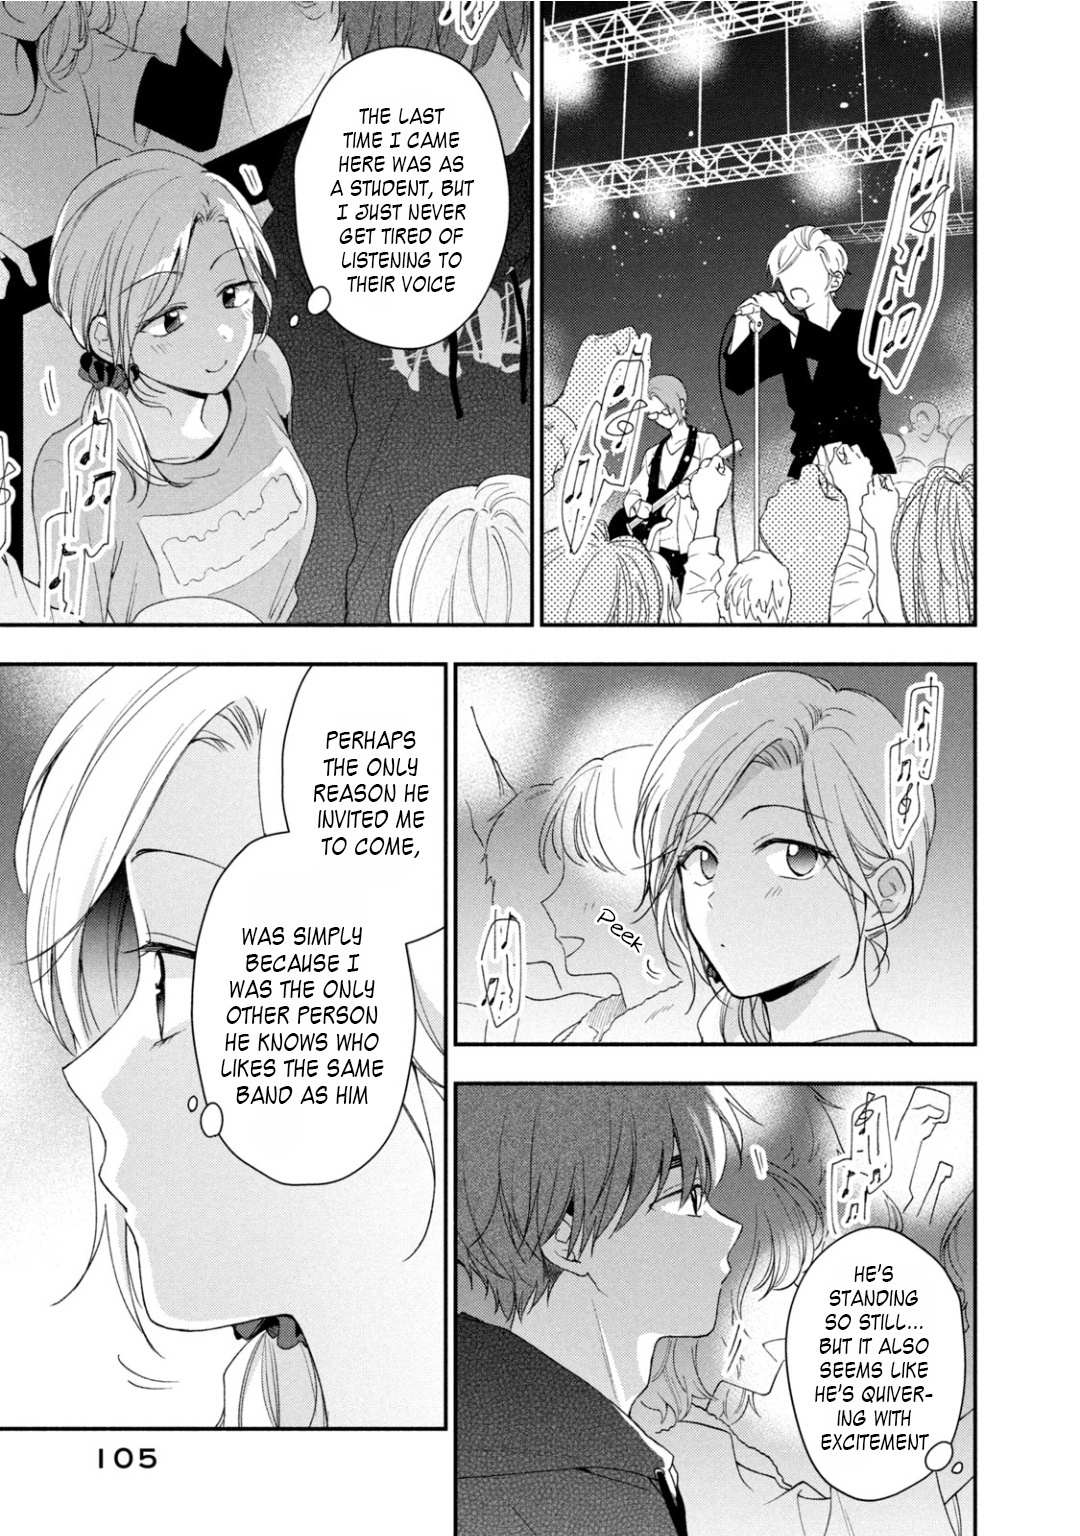 THE LAST
TIME I CAME
HERE WAS AS
A STUDENT, BUT
I JUST NEVER
GET TIRED OF
LISTENING TO
THEIR VOICE
Peek
HE'S
STANDING
SO STILL...
BUT IT ALSO
SEEMS LIKE
HE'S QUIVER-
ING WITH
EXCITEMENT
PERHAPS
THE ONLY
REASON HE
INVITED ME
TO COME,
WAS SIMPLY
BECAUSE I
WAS THE ONLY
OTHER PERSON
HE KNOWS WHO
LIKES THE SAME
BAND AS HIM
105